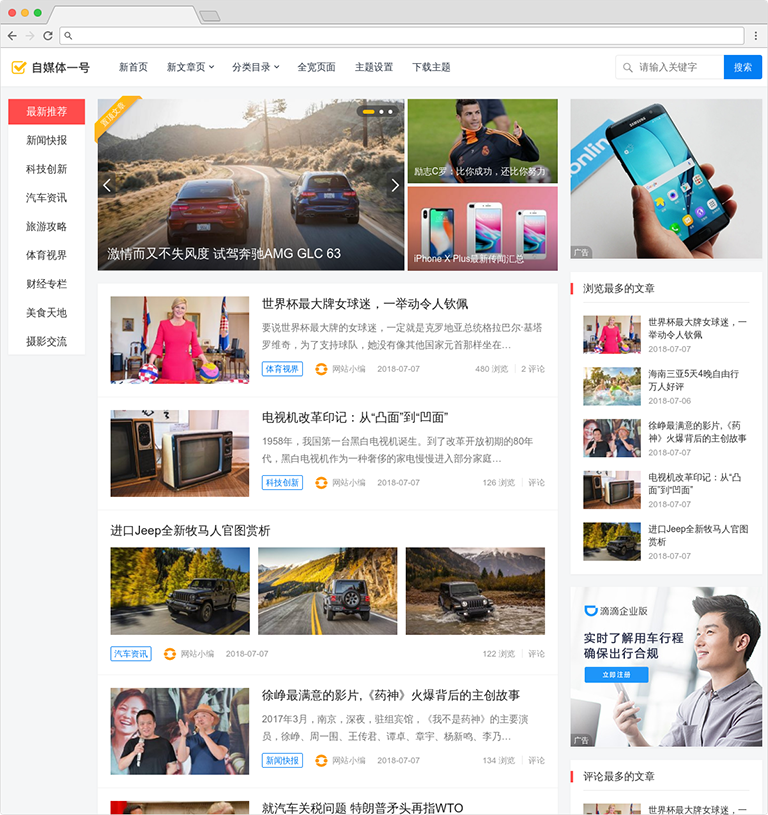 自媒体一号
新首页
新文章页
分类目录
全宽页面
主题设置
下载主题
请输入关键字
搜索
最新推荐
新闻快报
科技创新
汽车资讯
旅游攻略
体育视界
财经专栏
美食天地
摄影交流
置顶文章
激情而又不失风度 试驾奔驰AMG GLC 63
励志C罗：比你成功，还比你努力
iPhone X Plus最新传闻汇总
世界杯最大牌女球迷，一举动令人钦佩
要说世界杯最大牌的女球迷，一定就是克罗地亚总统格拉巴尔·基塔
罗维奇，为了支持球队，她没有像其他国家元首那样坐在…
体育视界
网站小编
2018-07-07
480 浏览
2 评论
电视机改革印记：从“凸面”到“凹面”
1958年，我国第一台黑白电视机诞生。到了改革开放初期的80年
代，黑白电视机作为一种奢侈的家电慢慢进入部分家庭…
科技创新
网站小编
2018-07-07
126 浏览
评论
进口Jeep全新牧马人官图赏析
汽车资讯
网站小编
2018-07-07
122 浏览
评论
徐峥最满意的影片,《药神》火爆背后的主创故事
2017年3月，南京，深夜，驻组宾馆，《我不是药神》的主要演
员，徐峥、周一围、王传君、谭卓、章宇、杨新鸣、李乃…
新闻快报
网站小编
2018-07-07
134 浏览
评论
就汽车关税问题 特朗普矛头再指WTO
online
SAMSUNG
广告
浏览最多的文章
世界杯最大牌女球迷，一
举动令人钦佩
2018-07-07
海南三亚5天4晚自由行
万人好评
2018-07-06
徐峥最满意的影片,《药
神》火爆背后的主创故事
2018-07-07
电视机改革印记：从“凸
面”到“凹面”
2018-07-07
进口Jeep全新牧马人官图
赏析
2018-07-07
滴滴企业版
实时了解用车行程
确保出行合规
立即注册
广告
评论最多的文章
世界杯最大牌女球迷，一